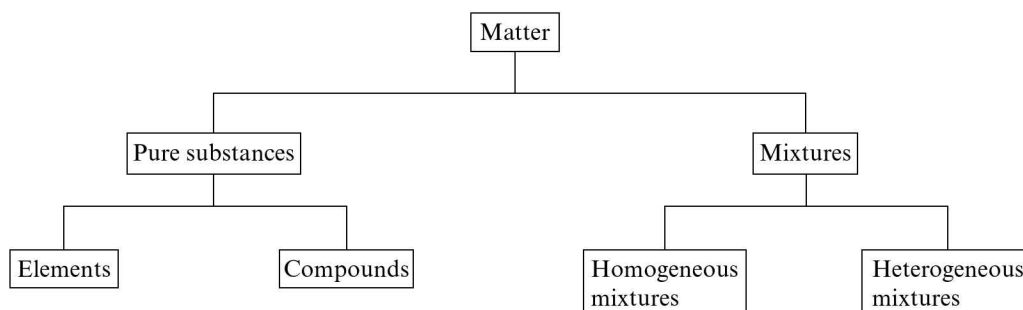 Matter
Pure substances
Mixtures
Elements
Compounds
Homogeneous
mixtures
Heterogeneous
mixtures